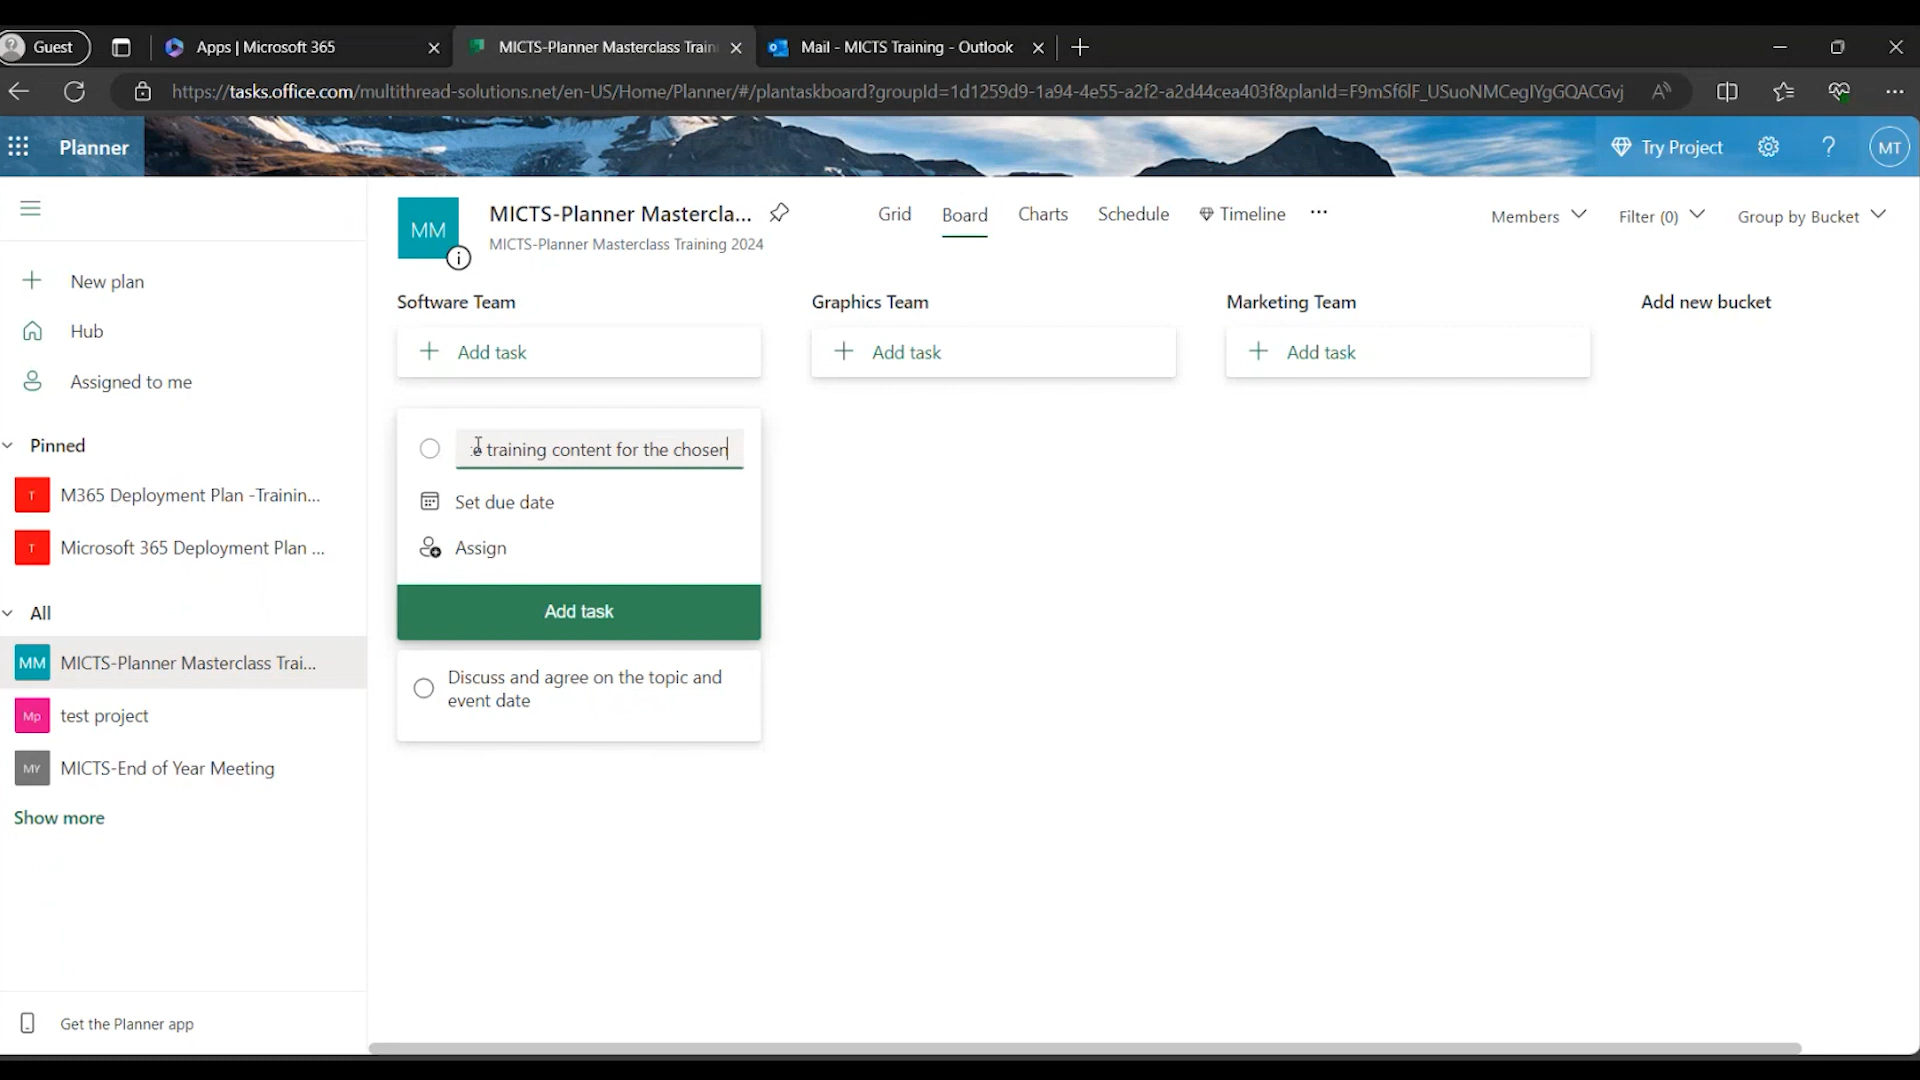 Guest
Apps | Microsoft 365
MICTS-Planner Masterclass Train
Mail - MICTS Training - Outlook
https://tasks.office.com/multithread-solutions.net/en-US/Home/Planner/#/plantaskboard?groupId=1d1259d9-1a94-4e55-a2f2-a2d44cea403f&planId=F9mSf6lF_USuoNMCegIYgGQACGvj
Planner
Try Project
?
MT
MM
MICTS-Planner Mastercla...
MICTS-Planner Masterclass Training 2024
Grid
Board
Charts
Schedule
Timeline
Members
Filter (0)
Group by Bucket
New plan
Hub
Assigned to me
Pinned
T M365 Deployment Plan -Trainin...
T Microsoft 365 Deployment Plan ...
All
MM MICTS-Planner Masterclass Trai...
Mp test project
MY MICTS-End of Year Meeting
Show more
Get the Planner app
Software Team
Graphics Team
Marketing Team
Add new bucket
Add task
Add task
Add task
training content for the chosen
Set due date
Assign
Add task
Discuss and agree on the topic and
event date